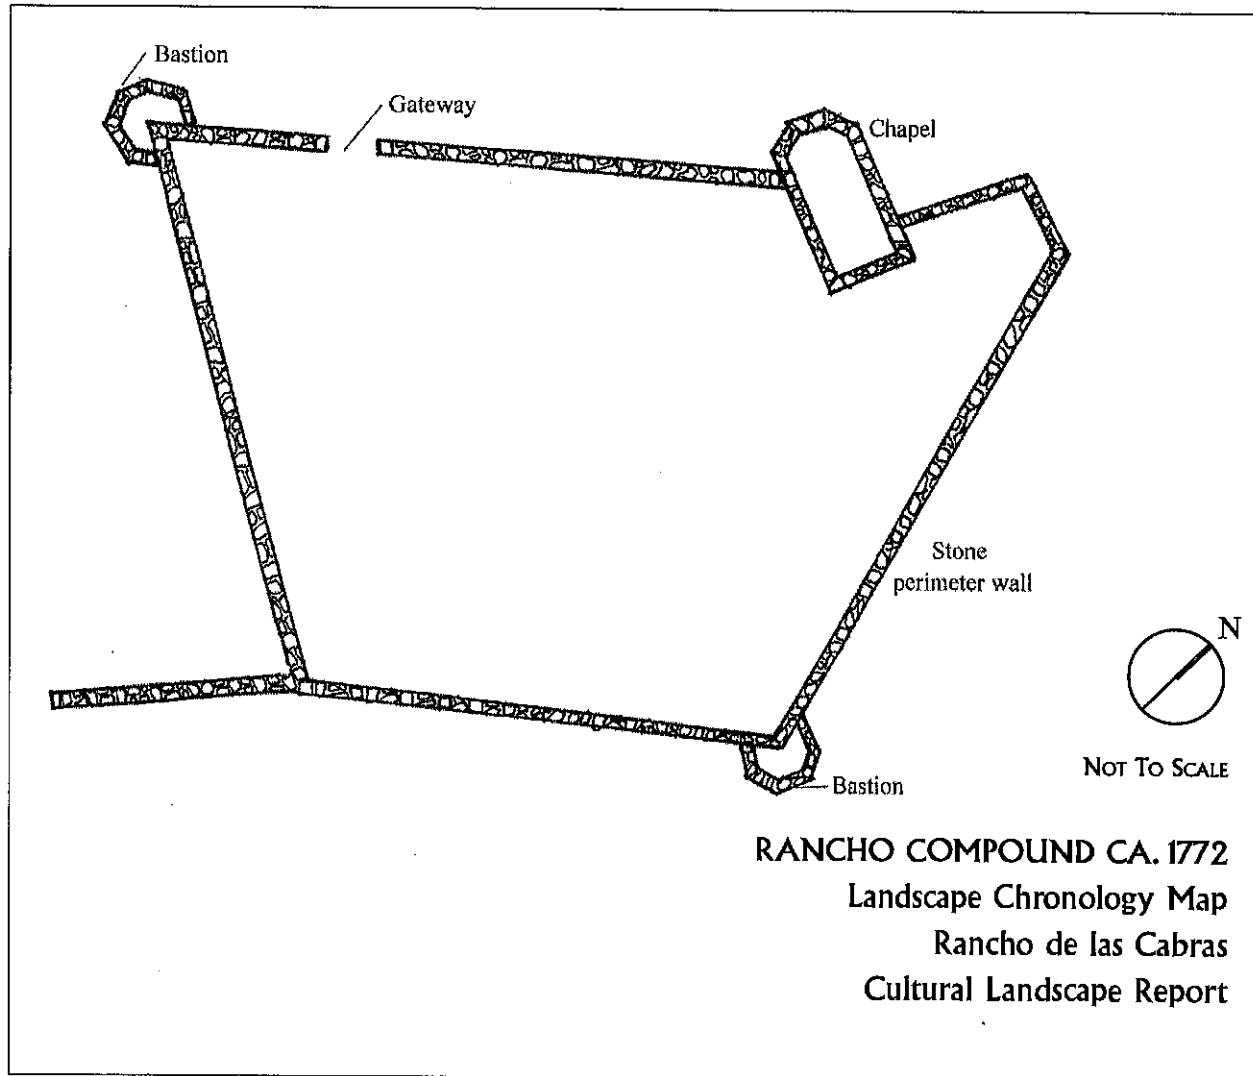 Bastion
Gateway
Chapel
Stone
perimeter wall
N
NOT TO SCALE
Bastion
RANCHO COMPOUND CA. 1772
Landscape Chronology Map
Rancho de las Cabras
Cultural Landscape Report